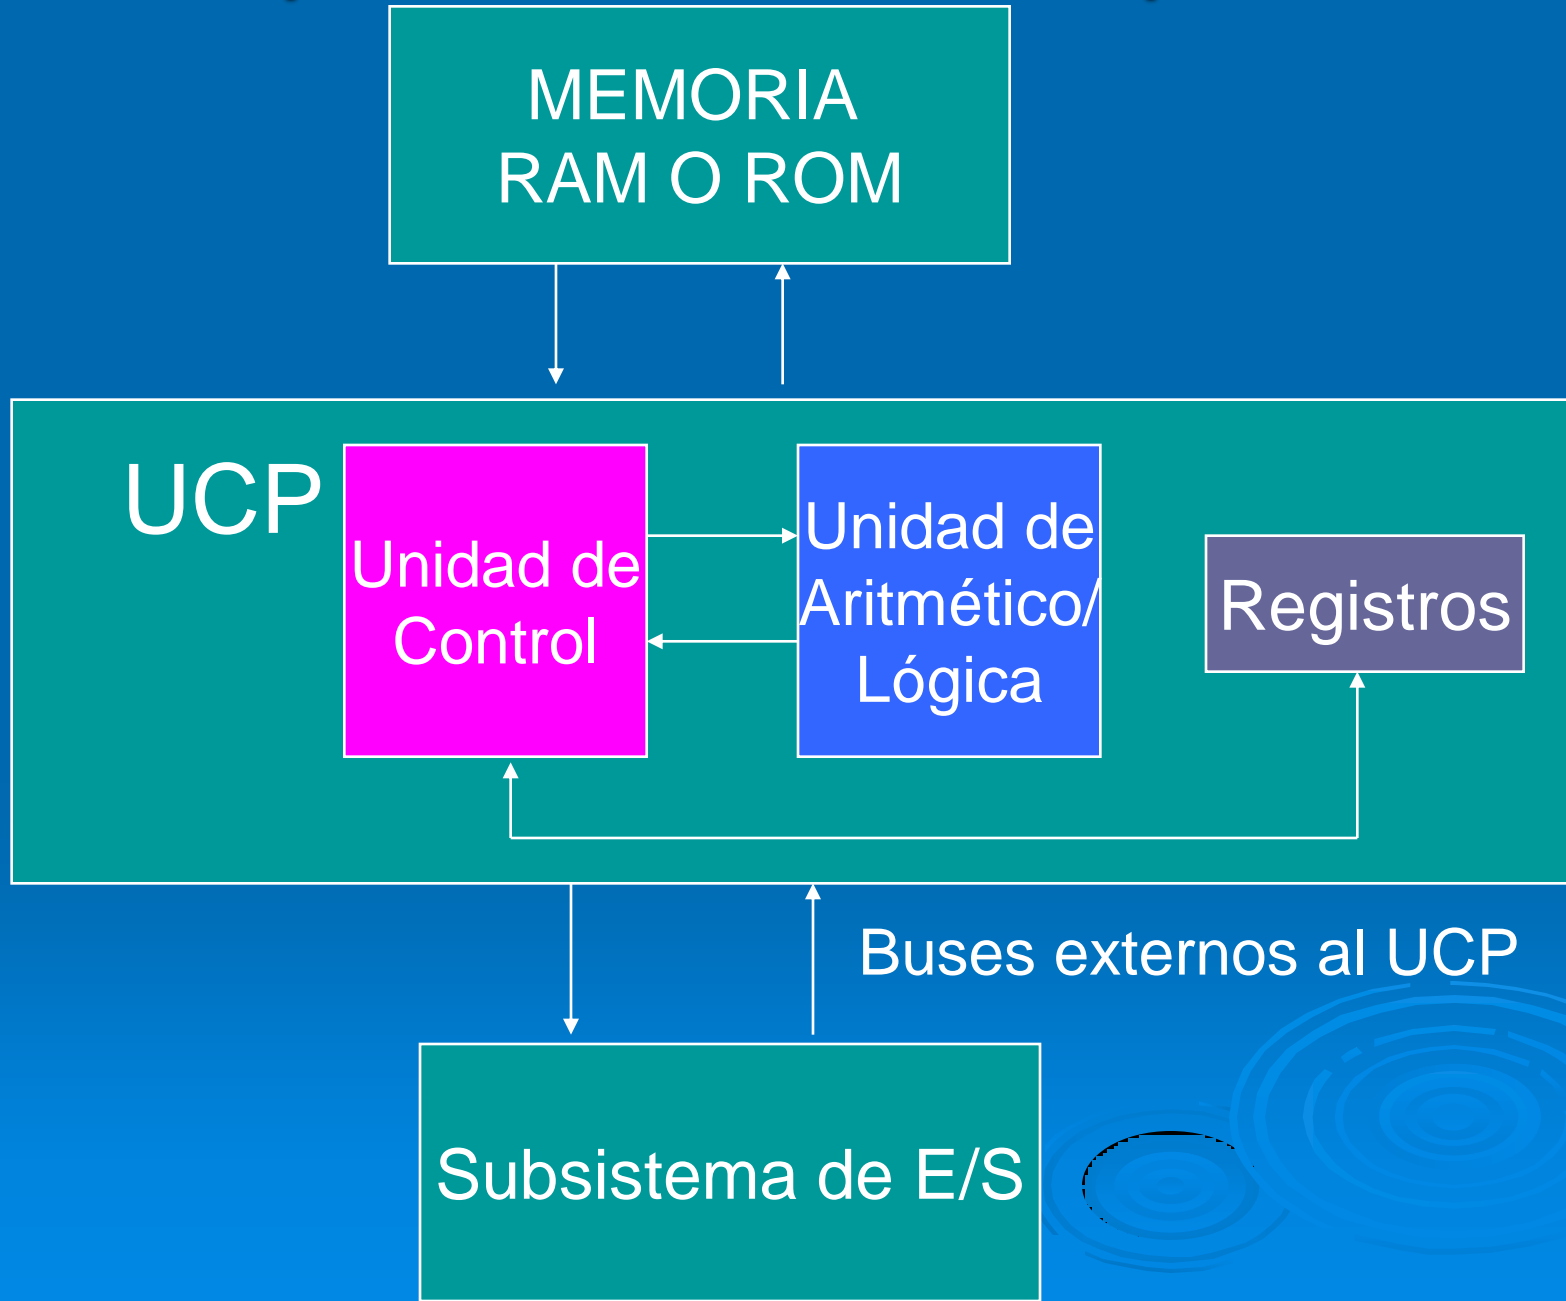 MEMORIA
RAM O ROM
UCP
Unidad de
Control
Unidad de
Aritmético/
Lógica
Registros
Buses externos al UCP
Subsistema de E/S